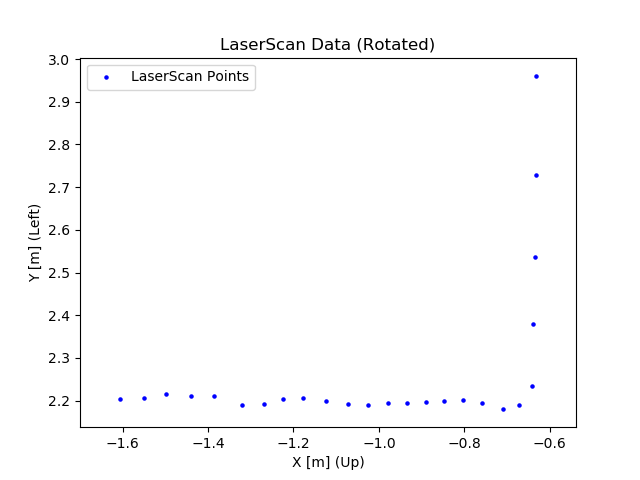 LaserScan Data (Rotated)
LaserScan Points
3.0
2.9
2.8
2.7
2.6
2.5
2.4
2.3
2.2
Y [m] (Left)
−1.6 −1.4 −1.2 −1.0 −0.8 −0.6
X [m] (Up)